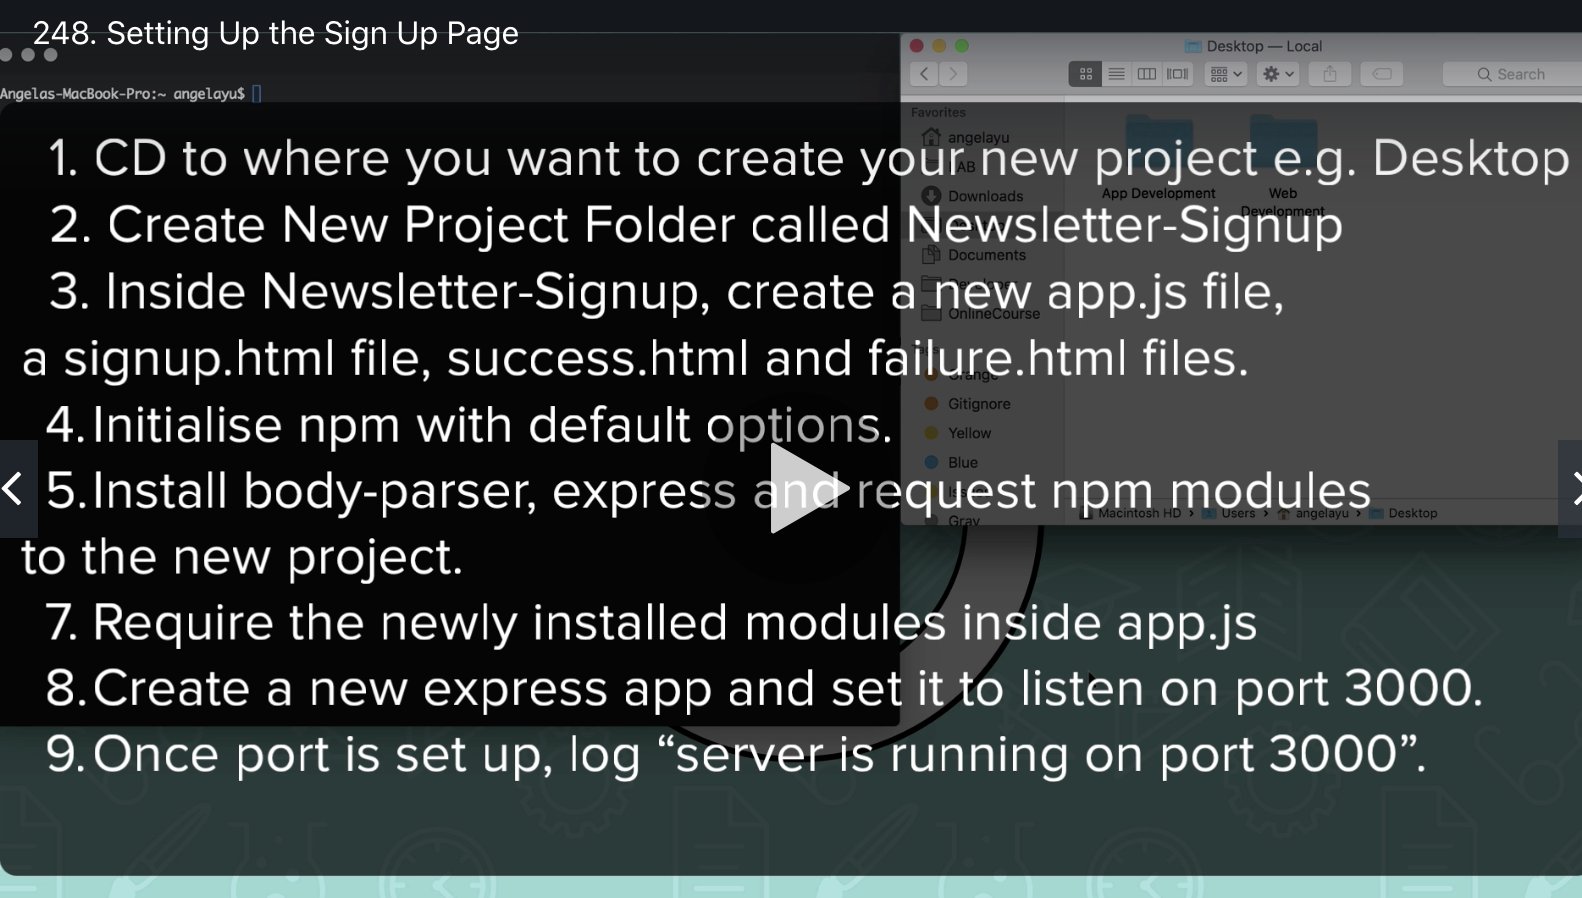 248. Setting Up the Sign Up Page
Desktop — Local
Search
Angelas-MacBook-Pro:~ angelayu$
Favorites
angelayu
Downloads
Documents
OnlineCourse
Orange
Gitignore
Yellow
Blue
Gray
App Development
Web
Development
Macintosh HD › Users › angelayu › Desktop
1. CD to where you want to create your new project e.g. Desktop
2. Create New Project Folder called Newsletter-Signup
3. Inside Newsletter-Signup, create a new app.js file,
a signup.html file, success.html and failure.html files.
4. Initialise npm with default options.
5. Install body-parser, express and request npm modules
to the new project.
7. Require the newly installed modules inside app.js
8. Create a new express app and set it to listen on port 3000.
9. Once port is set up, log “server is running on port 3000”.